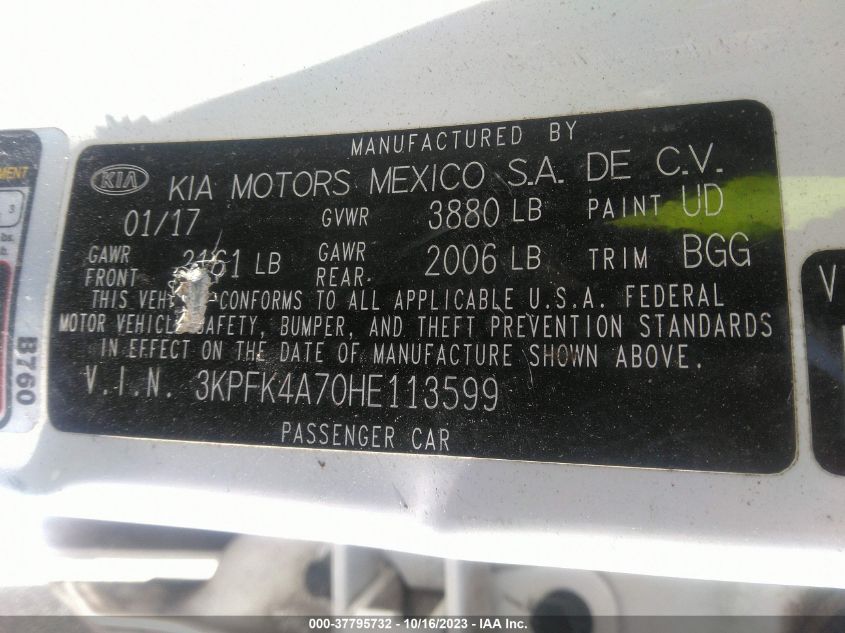 MANUFACTURED BY
KIA KIA MOTORS MEXICO S.A. DE C.V.
01/17 GVWR 3880 LB PAINT UD
GAWR FRONT 2161 LB GAWR REAR. 2006 LB TRIM BGG
THIS CONFORMS TO ALL APPLICABLE U.S.A. FEDERAL
MOTOR VEHICLE SAFETY, BUMPER, AND THEFT PREVENTION STANDARDS
IN EFFECT ON THE DATE OF MANUFACTURE SHOWN ABOVE.
V.I.N. 3KPFK4A70HE113599
PASSENGER CAR
B760
000-37795732 - 10/16/2023 - IAA Inc.